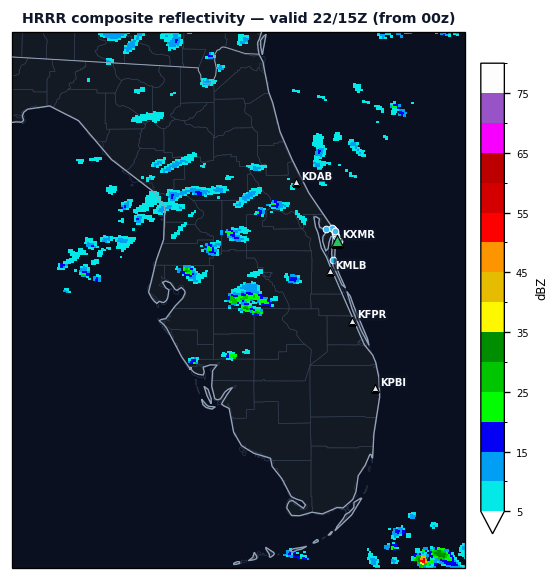 HRRR composite reflectivity — valid 22/15Z (from 00z)
KDAB
KXMR
KMLB
KFPR
KPBI
75
65
55
45
35
25
15
5
dBZ